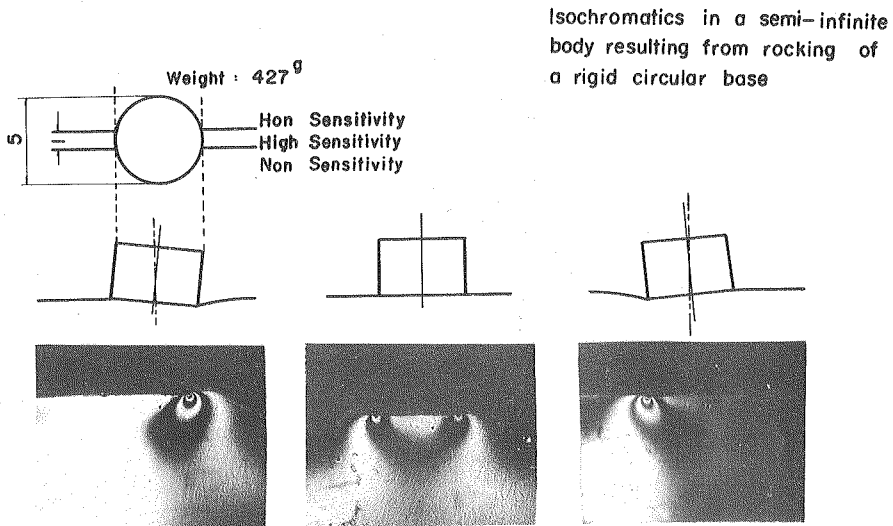 Isochromatics in a semi-infinite
body resulting from rocking of
a rigid circular base
Weight : 427g
5
1
Hon Sensitivity
High Sensitivity
Non Sensitivity